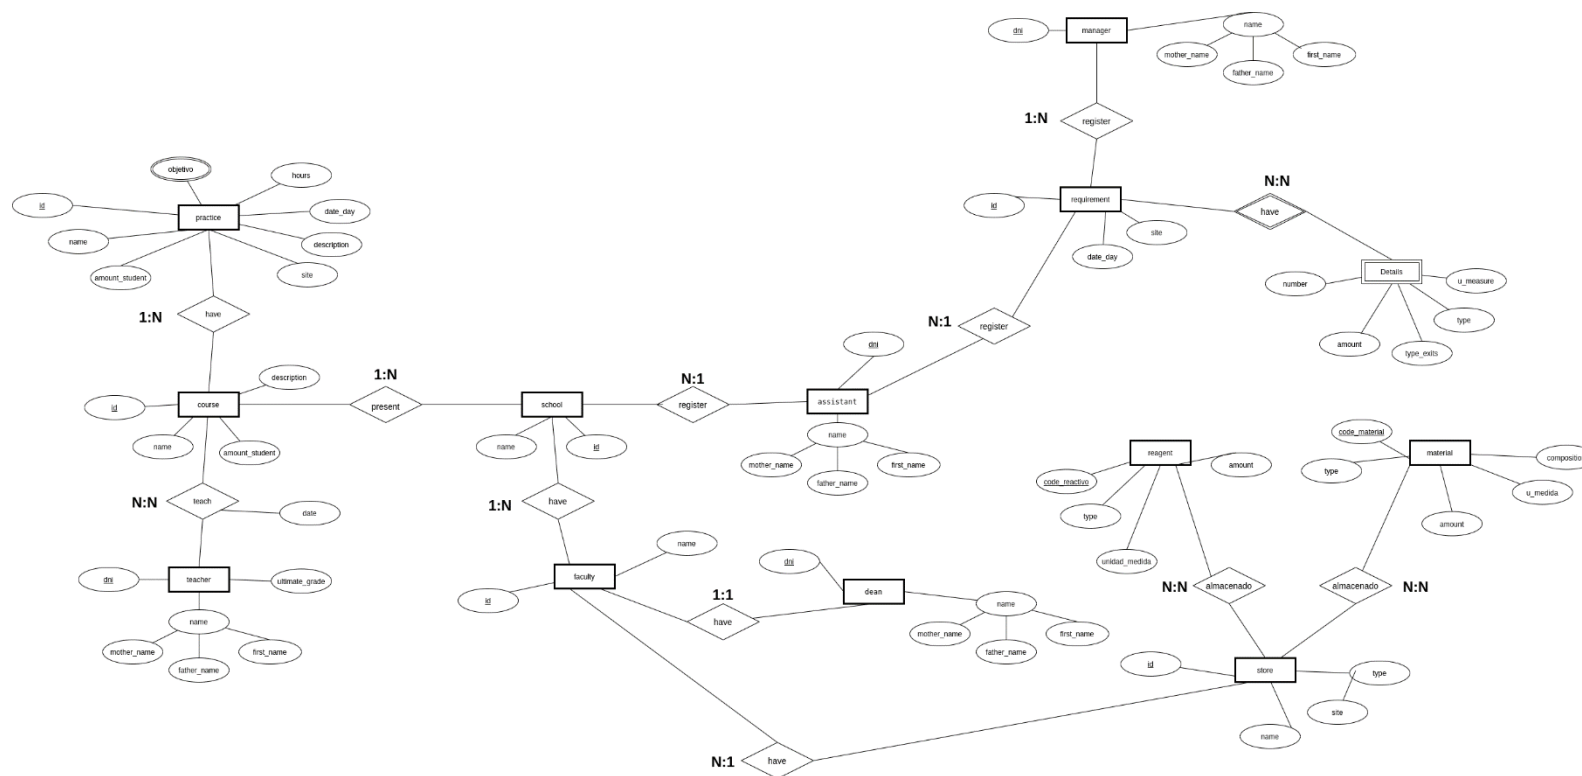 dni
manager
name
mother_name
first_name
father_name
1:N
register
objetivo
hours
id
practice
date_day
name
description
amount_student
site
N:N
requirement
id
have
site
date_day
Details
number
u_measure
type
amount
type_exits
1:N
have
N:1
register
dni
description
1:N
N:1
id
course
present
school
register
assistant
name
amount_student
name
id
name
mother_name
first_name
father_name
code_material
reagent
material
amount
type
compositio
code_reactivo
u_medida
type
amount
unidad_medida
N:N
teach
date
1:N
have
name
dni
teacher
ultimate_grade
faculty
dni
id
1:1
dean
have
name
mother_name
first_name
father_name
name
mother_name
first_name
father_name
N:N
almacenado
almacenado
N:N
id
store
type
site
name
N:1
have